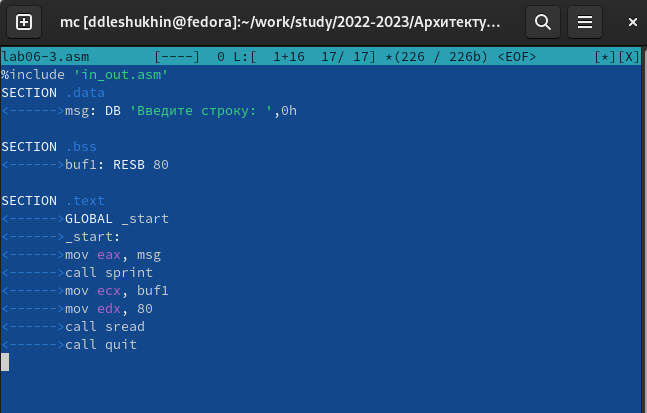 mc [ddleshukhin@fedora]:~/work/study/2022-2023/Архитекту...
lab06-3.asm [----] 0 L:[ 1+16 17/ 17] *(226 / 226b) <EOF> [*][X]
%include 'in_out.asm'
SECTION .data
<------>msg: DB 'Введите строку: ',0h
SECTION .bss
<------>buf1: RESB 80
SECTION .text
<------>GLOBAL _start
<------>_start:
<------>mov eax, msg
<------>call sprint
<------>mov ecx, buf1
<------>mov edx, 80
<------>call sread
<------>call quit